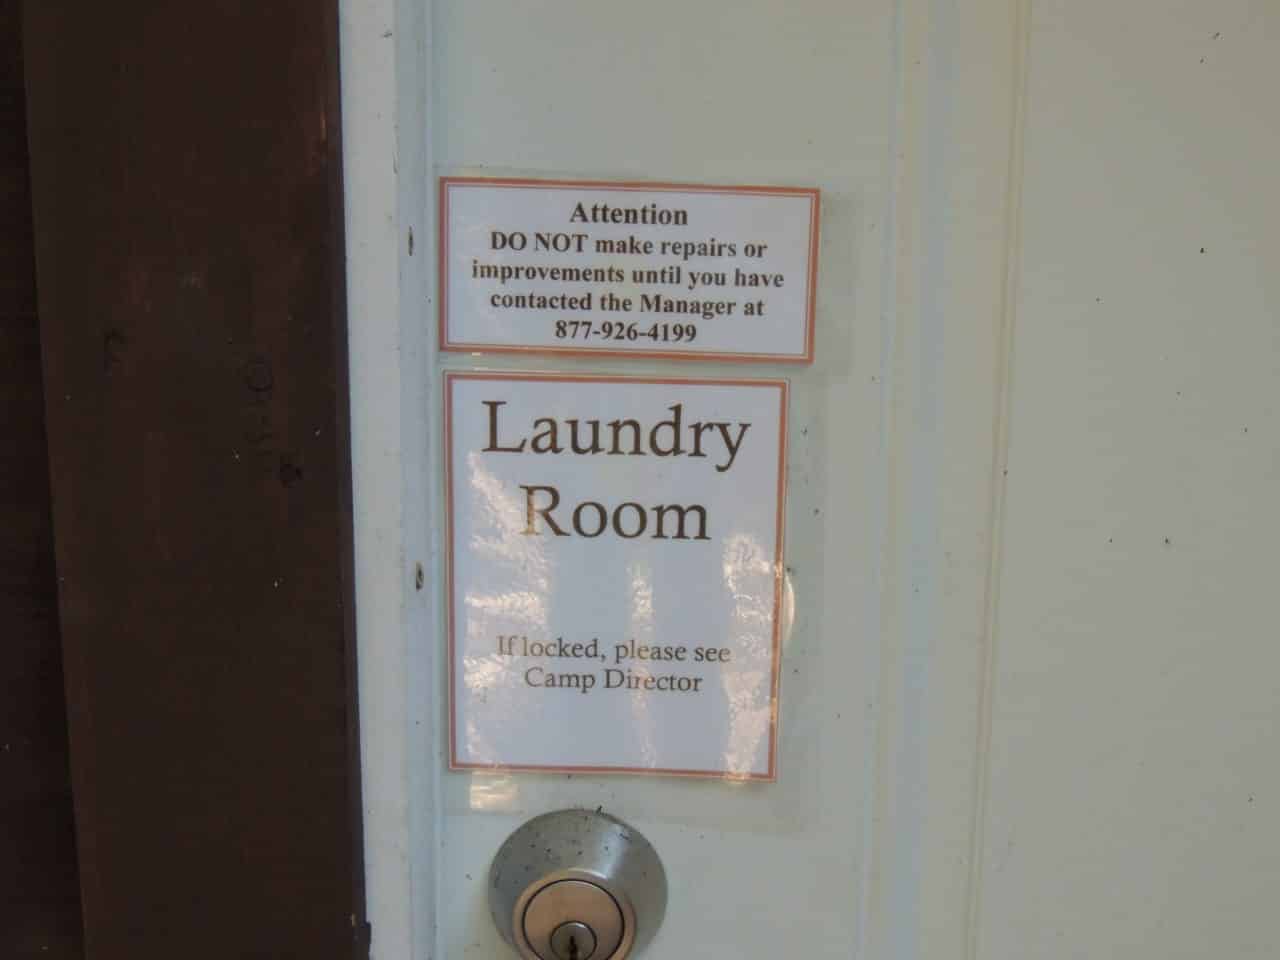 Attention
DO NOT make repairs or
improvements until you have
contacted the Manager at
877-926-4199
Laundry
Room
If locked, please see
Camp Director